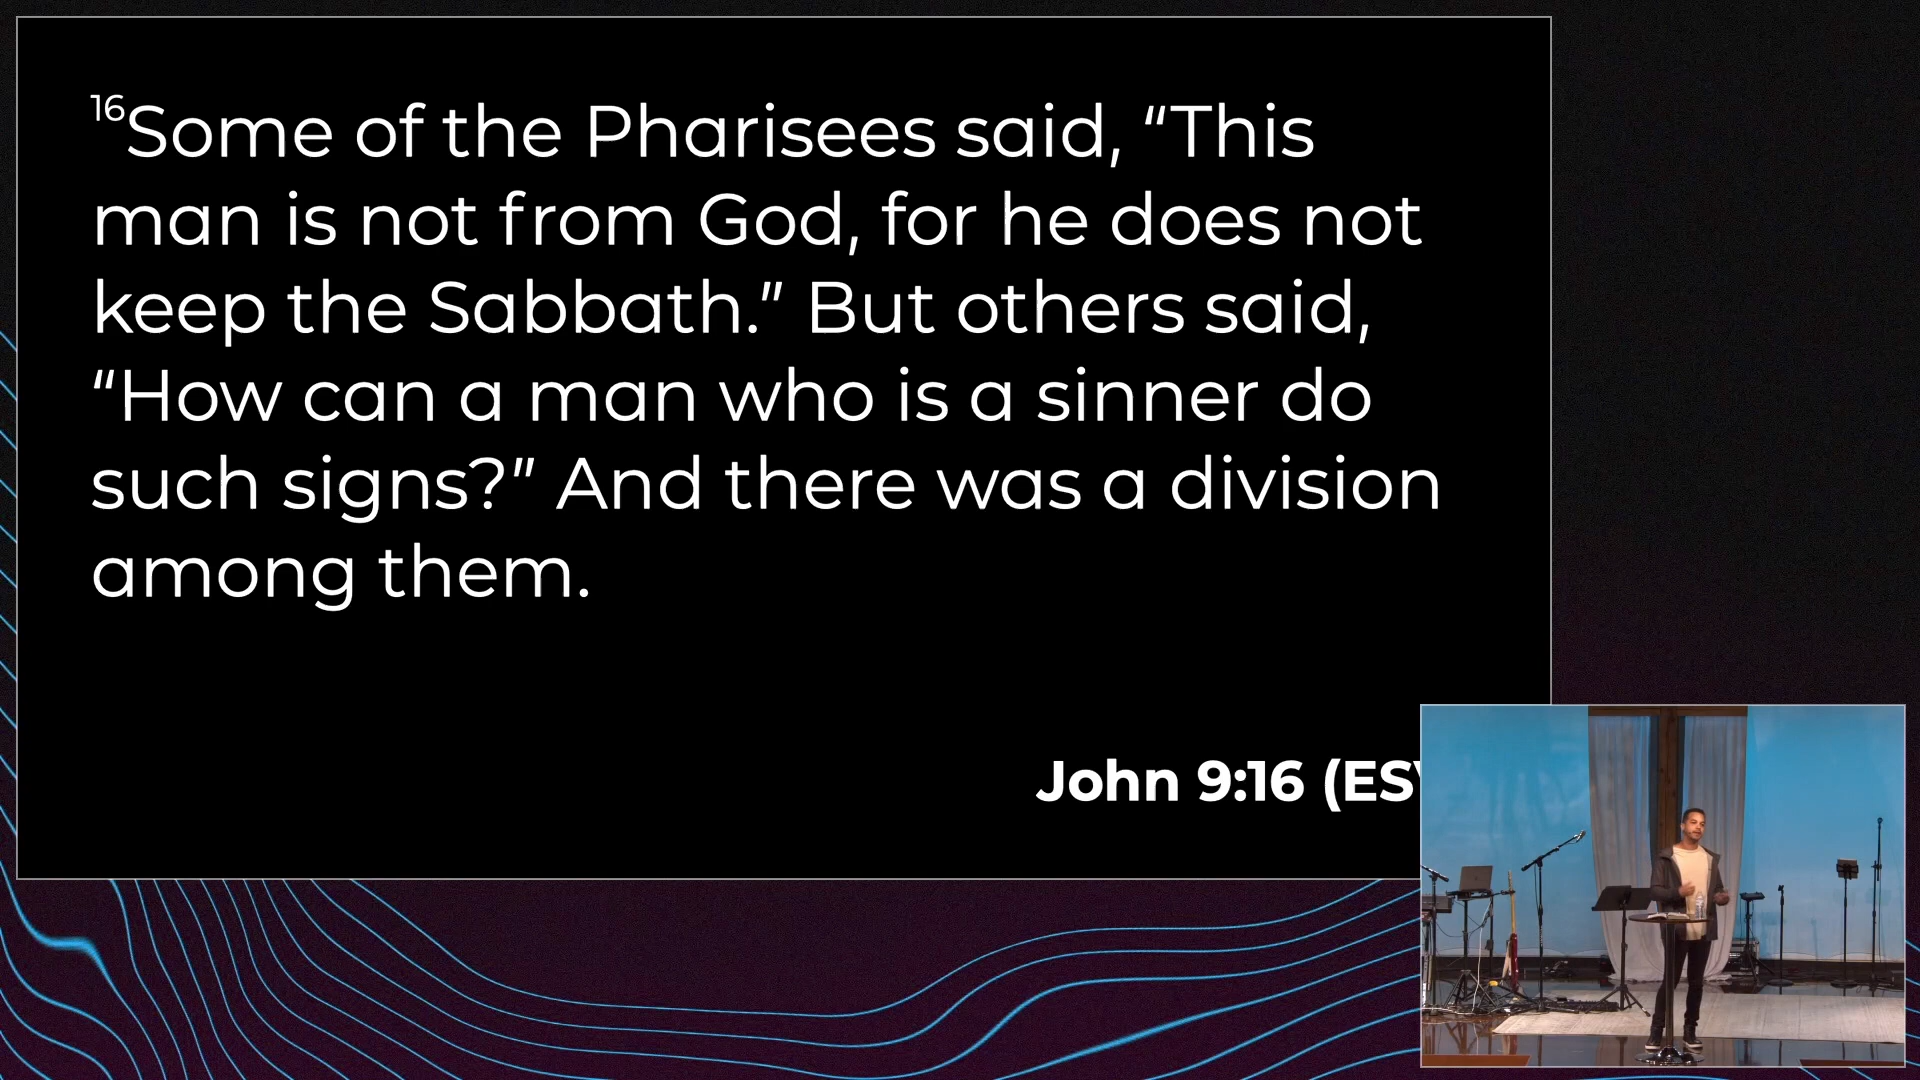 16Some of the Pharisees said, “This
man is not from God, for he does not
keep the Sabbath.” But others said,
“How can a man who is a sinner do
such signs?” And there was a division
among them.
John 9:16 (ES